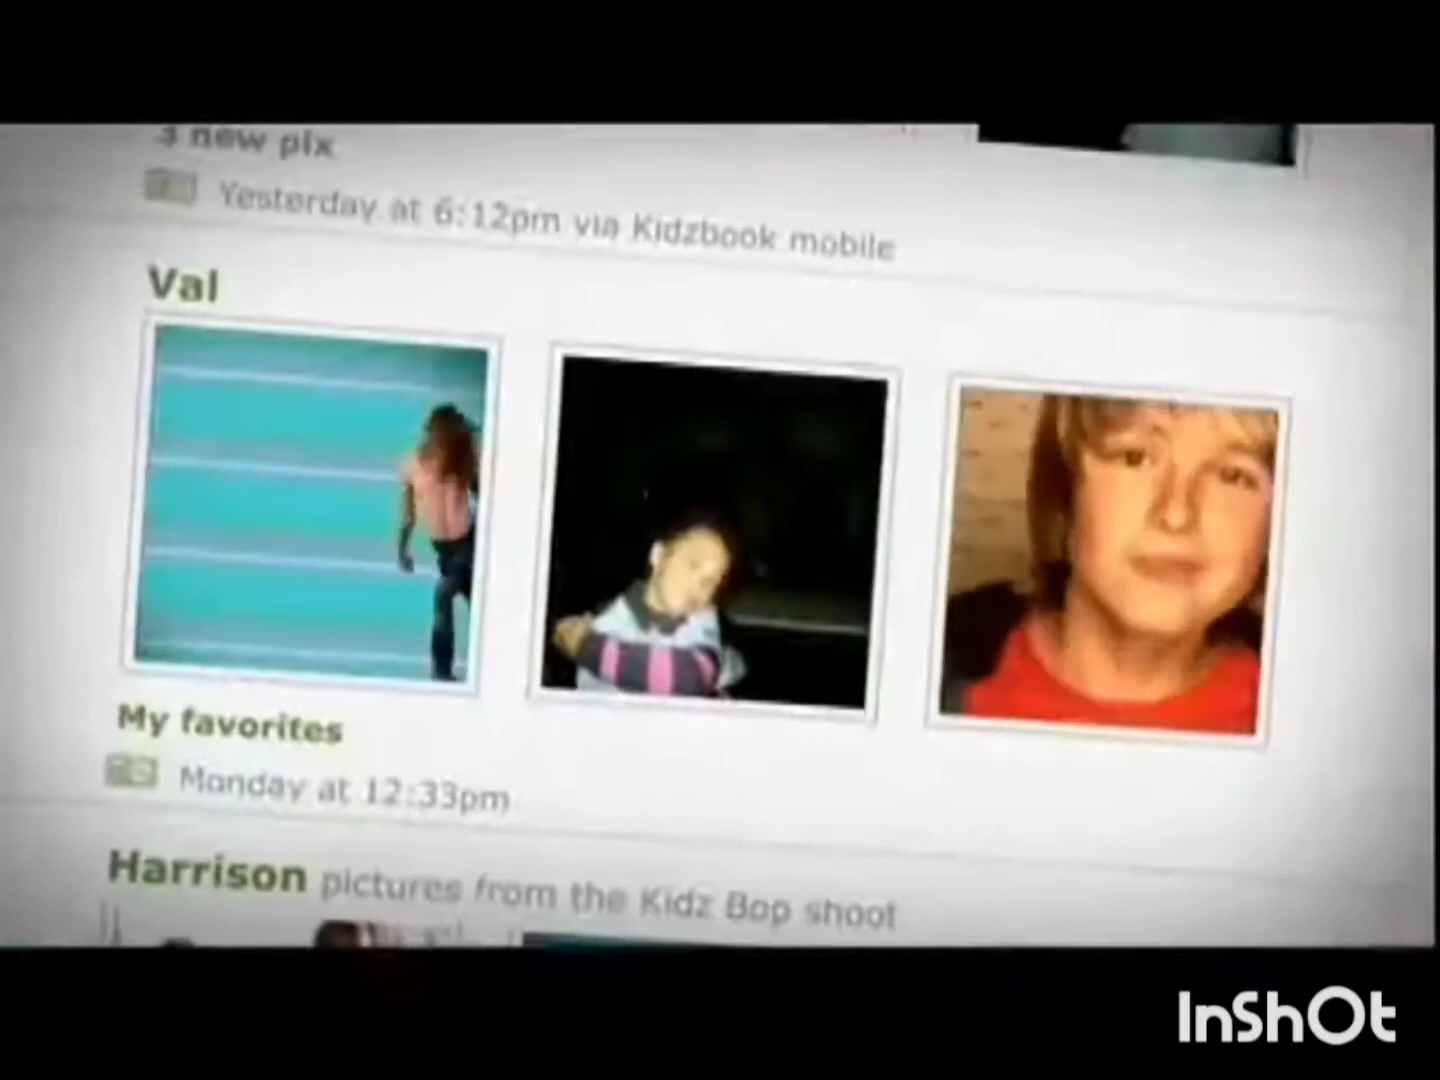 3 new pix
Yesterday at 6:12pm via Kidzbook mobile
Val
My favorites
Monday at 12:33pm
Harrison pictures from the Kidz Bop shoot
InShOt